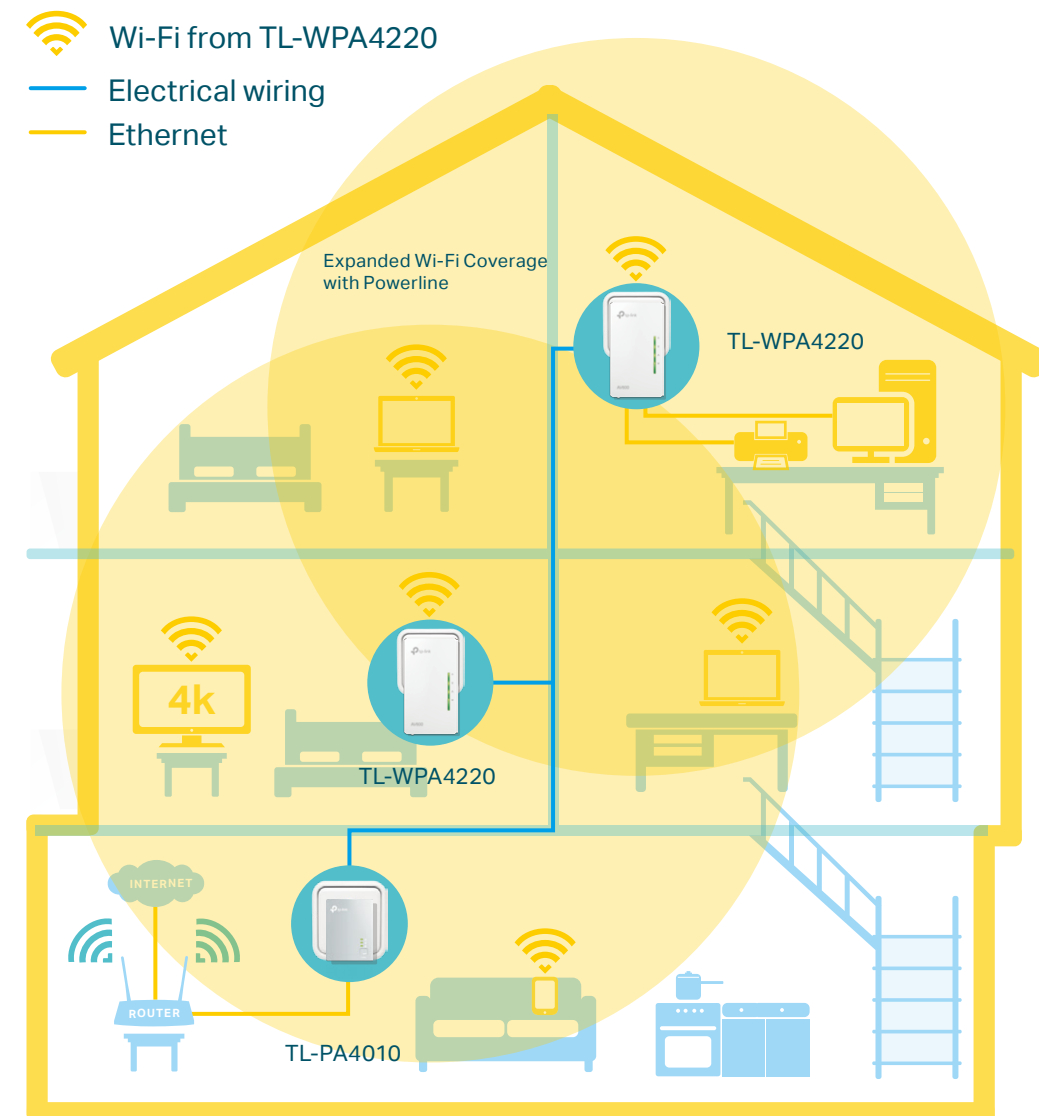 Wi-Fi from TL-WPA4220
Electrical wiring
Ethernet
Expanded Wi-Fi Coverage
with Powerline
TL-WPA4220
4k
TL-WPA4220
INTERNET
ROUTER
TL-PA4010